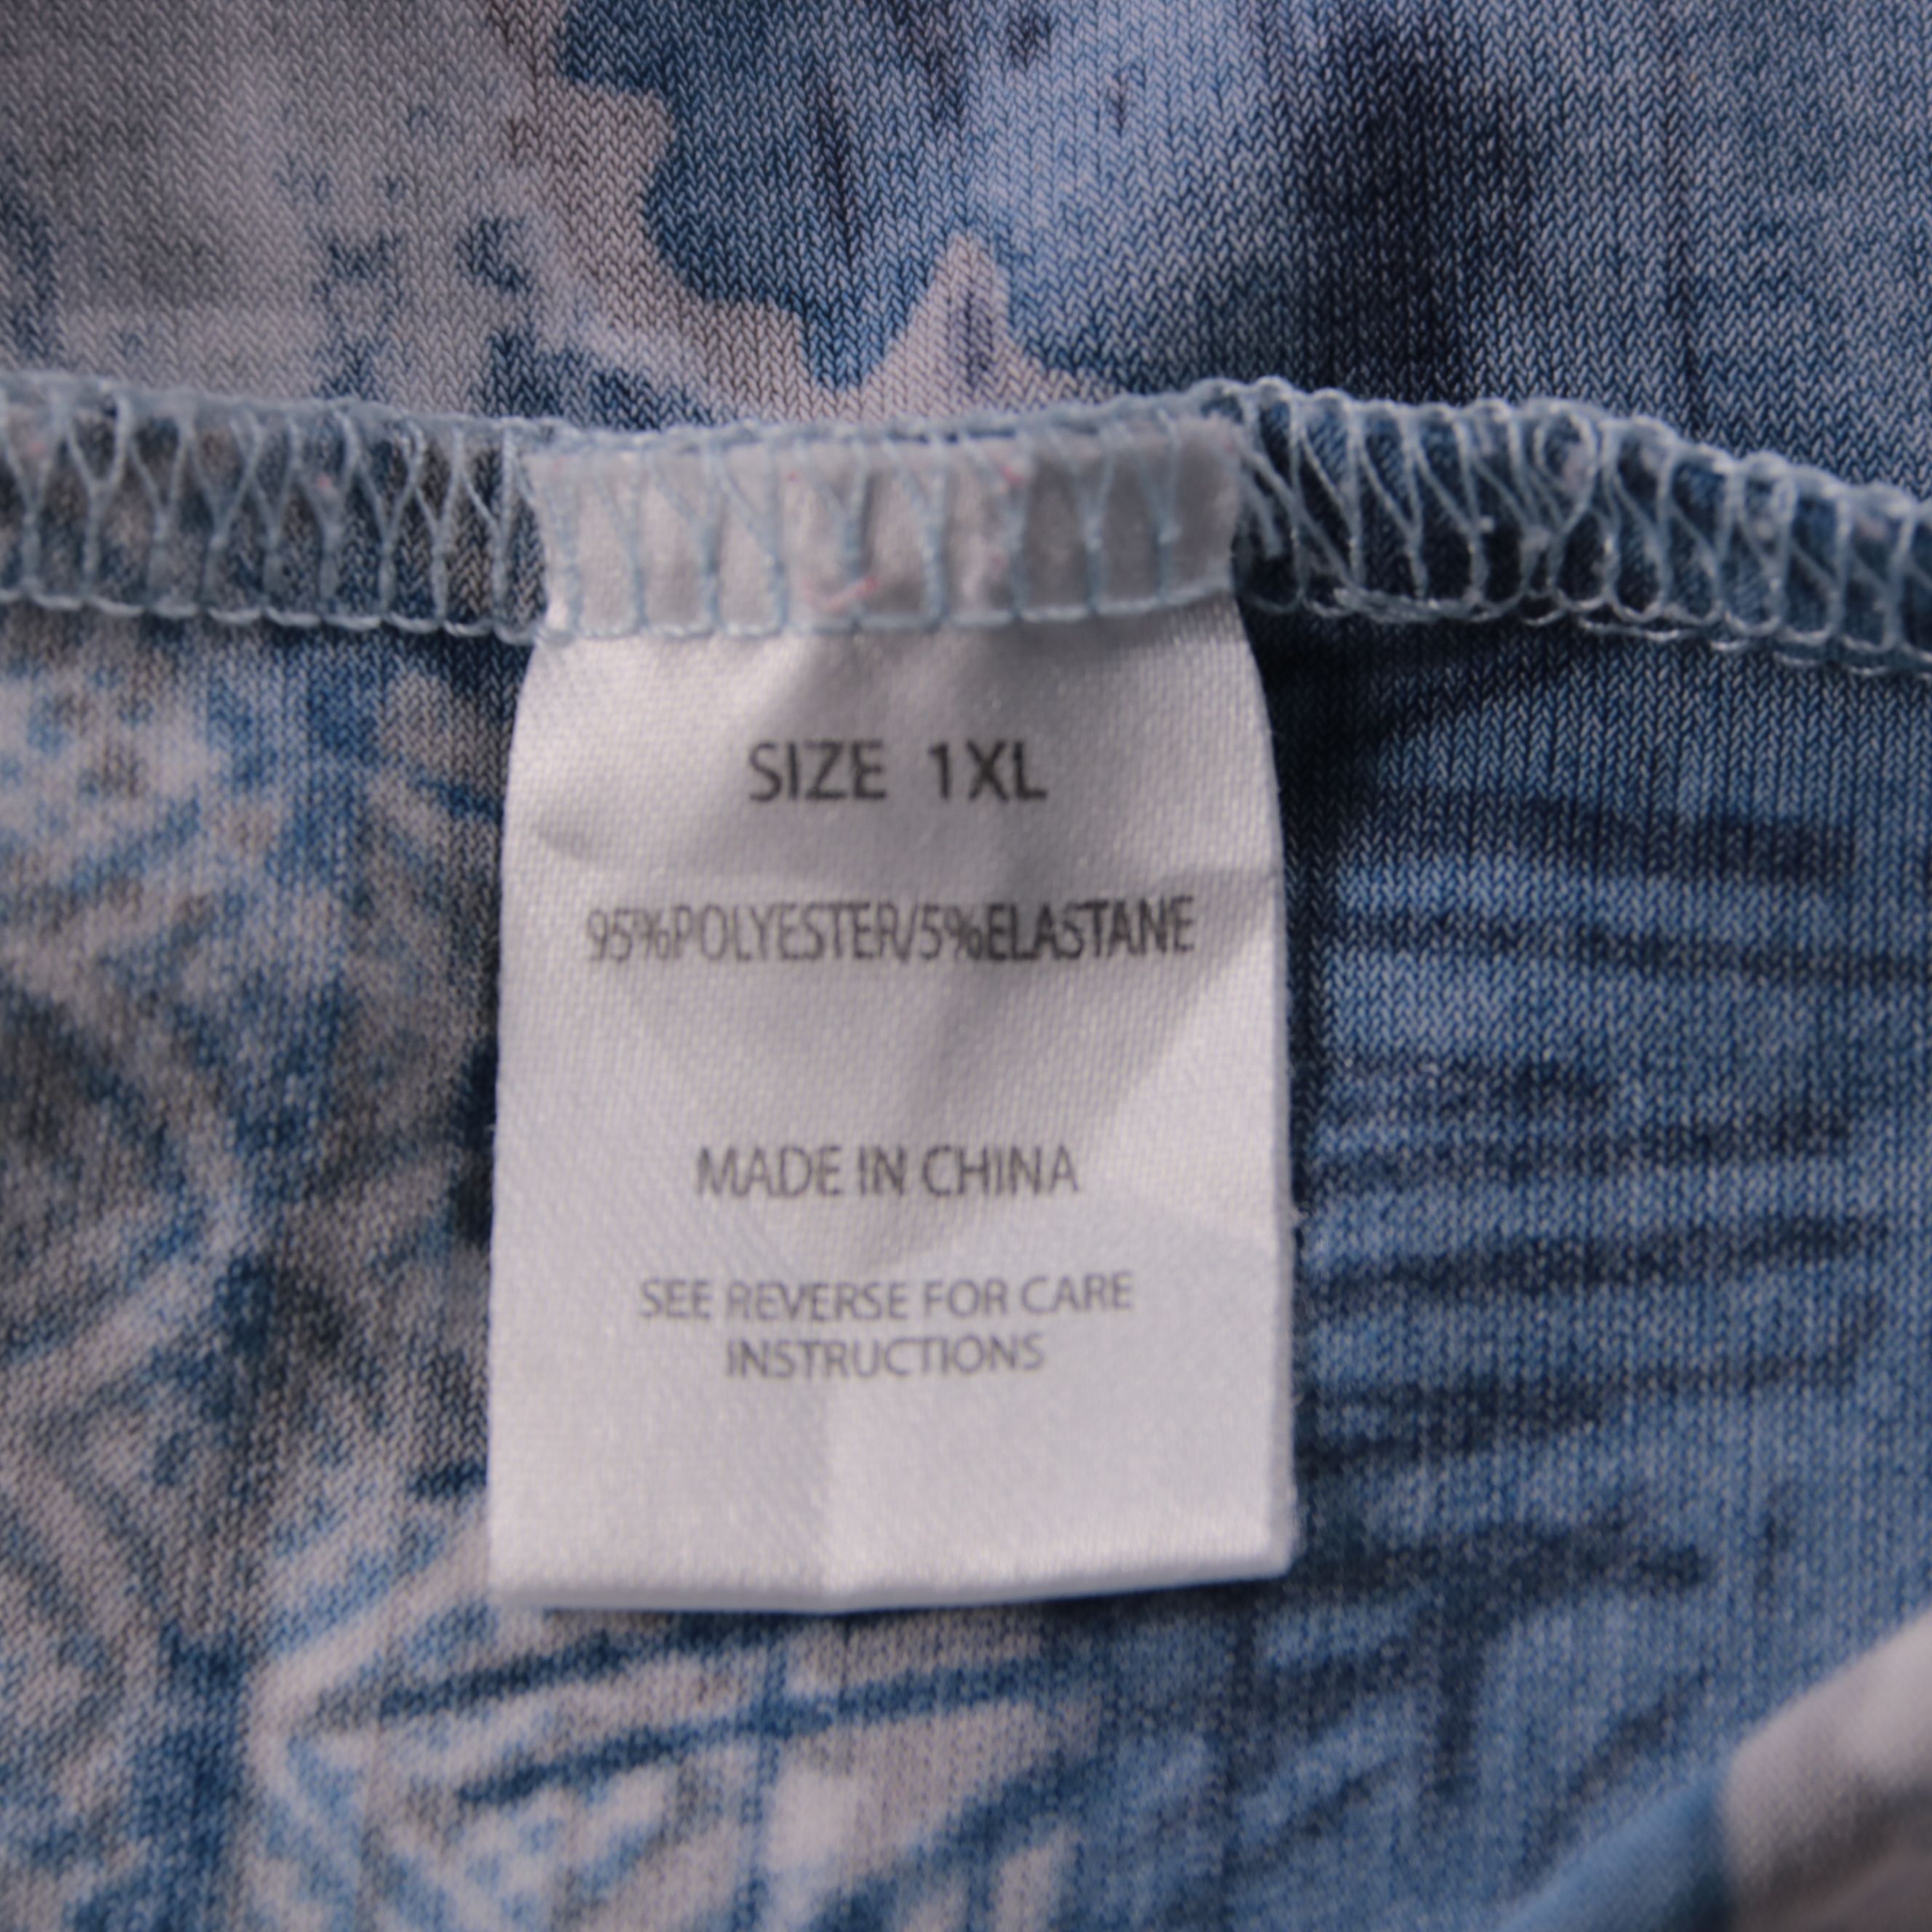 SIZE 1XL
95%POLYESTER/5%ELASTANE
MADE IN CHINA
SEE REVERSE FOR CARE
INSTRUCTIONS